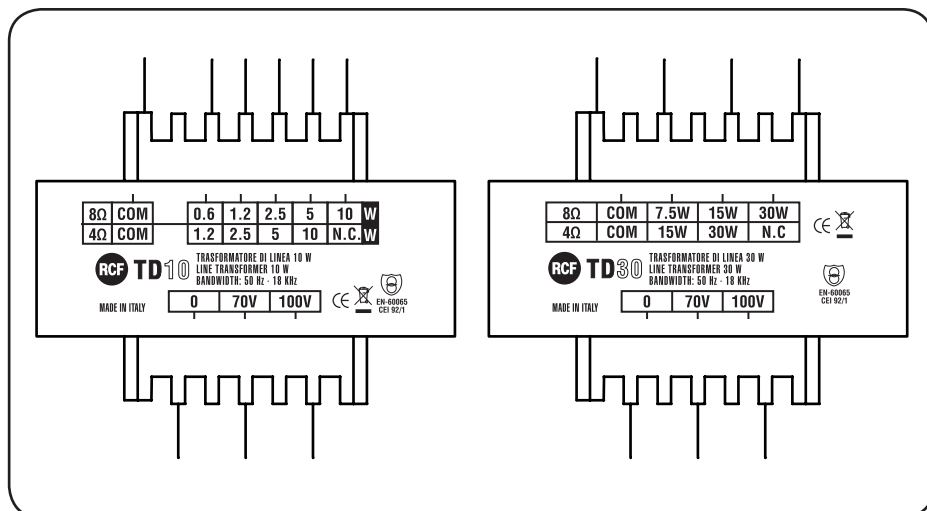 8Ω COM 0.6 1.2 2.5 5 10 W
4Ω COM 1.2 2.5 5 10 N.C. W
RCF TD10
TRASFORMATORE DI LINEA 10 W
LINE TRANSFORMER 10 W
BANDWIDTH: 50 Hz - 18 KHz
MADE IN ITALY
0 70V 100V
CE
EN-60065
CEI 92/1
8Ω COM 7.5W 15W 30W
4Ω COM 15W 30W N.C
CE
RCF TD30
TRASFORMATORE DI LINEA 30 W
LINE TRANSFORMER 30 W
BANDWIDTH: 50 Hz - 18 KHz
MADE IN ITALY
0 70V 100V
EN-60065
CEI 92/1